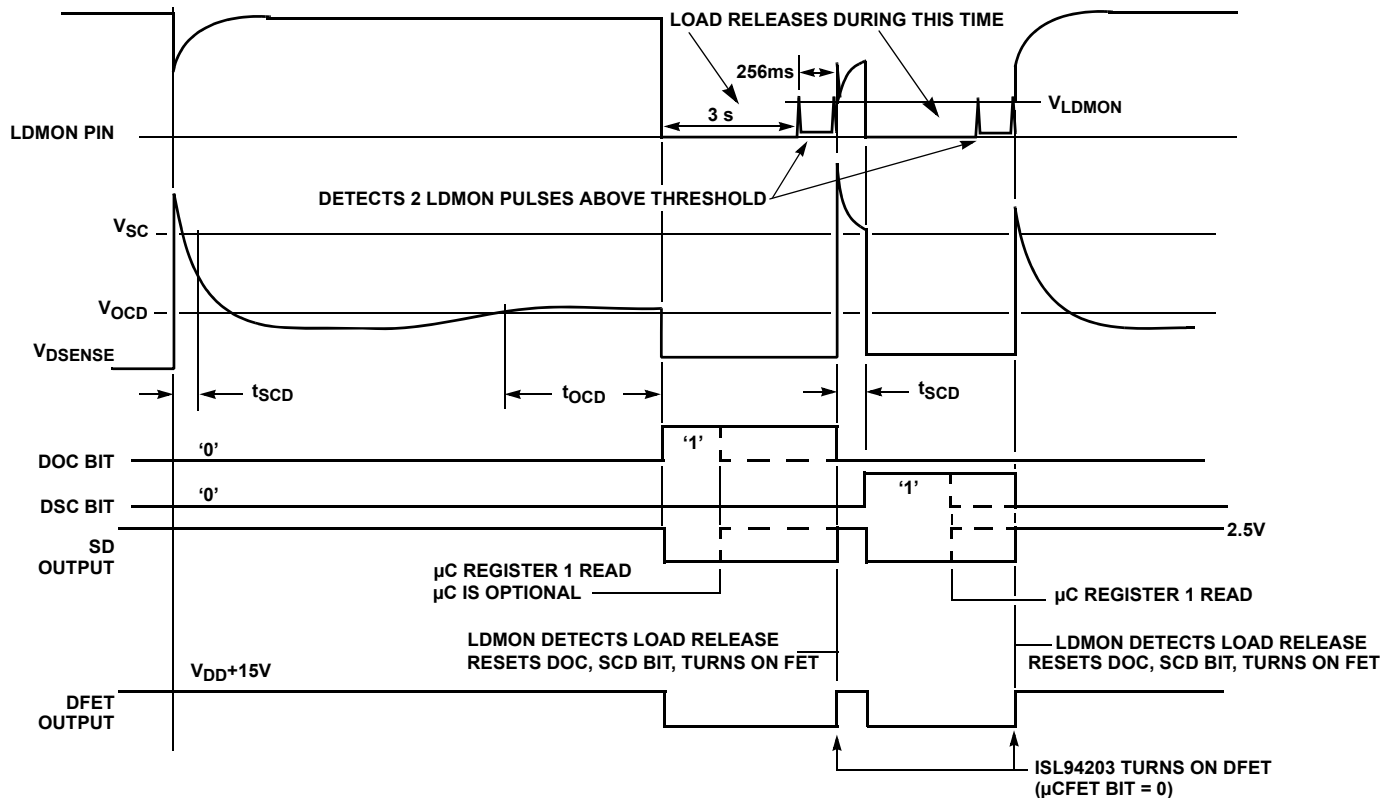 LOAD RELEASES DURING THIS TIME
256ms
VLDMON
3 s
LDMON PIN
DETECTS 2 LDMON PULSES ABOVE THRESHOLD
VSC
VOCD
VDSENSE
tSCD
tOCD
tSCD
'0'
'1'
DOC BIT
'0'
'1'
DSC BIT
2.5V
SD
OUTPUT
µC REGISTER 1 READ
µC IS OPTIONAL
µC REGISTER 1 READ
LDMON DETECTS LOAD RELEASE
RESETS DOC, SCD BIT, TURNS ON FET
LDMON DETECTS LOAD RELEASE
RESETS DOC, SCD BIT, TURNS ON FET
VDD+15V
DFET
OUTPUT
ISL94203 TURNS ON DFET
(µCFET BIT = 0)